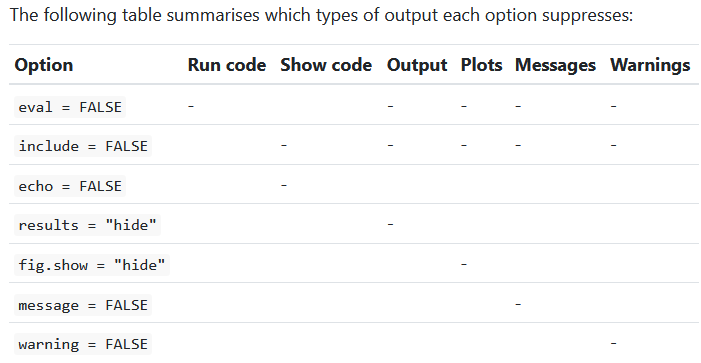 The following table summarises which types of output each option suppresses:
Option Run code Show code Output Plots Messages Warnings
eval = FALSE - - - - -
include = FALSE - - - - -
echo = FALSE -
results = "hide" -
fig.show = "hide" -
message = FALSE -
warning = FALSE -